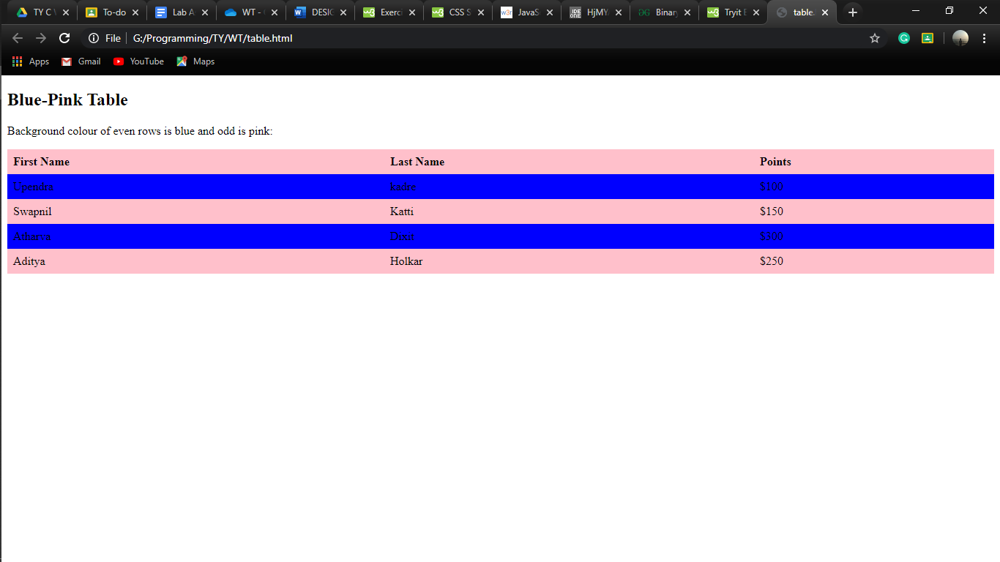 TY C To-do Lab A WT - DESIG Exerci CSS S JavaS HjMY Binar Tryit E table.
File G:/Programming/TY/WT/table.html
Apps Gmail YouTube Maps
Blue-Pink Table
Background colour of even rows is blue and odd is pink:
First Name Last Name Points
Upendra kadre $100
Swapnil Katti $150
Atharva Dixit $300
Aditya Holkar $250